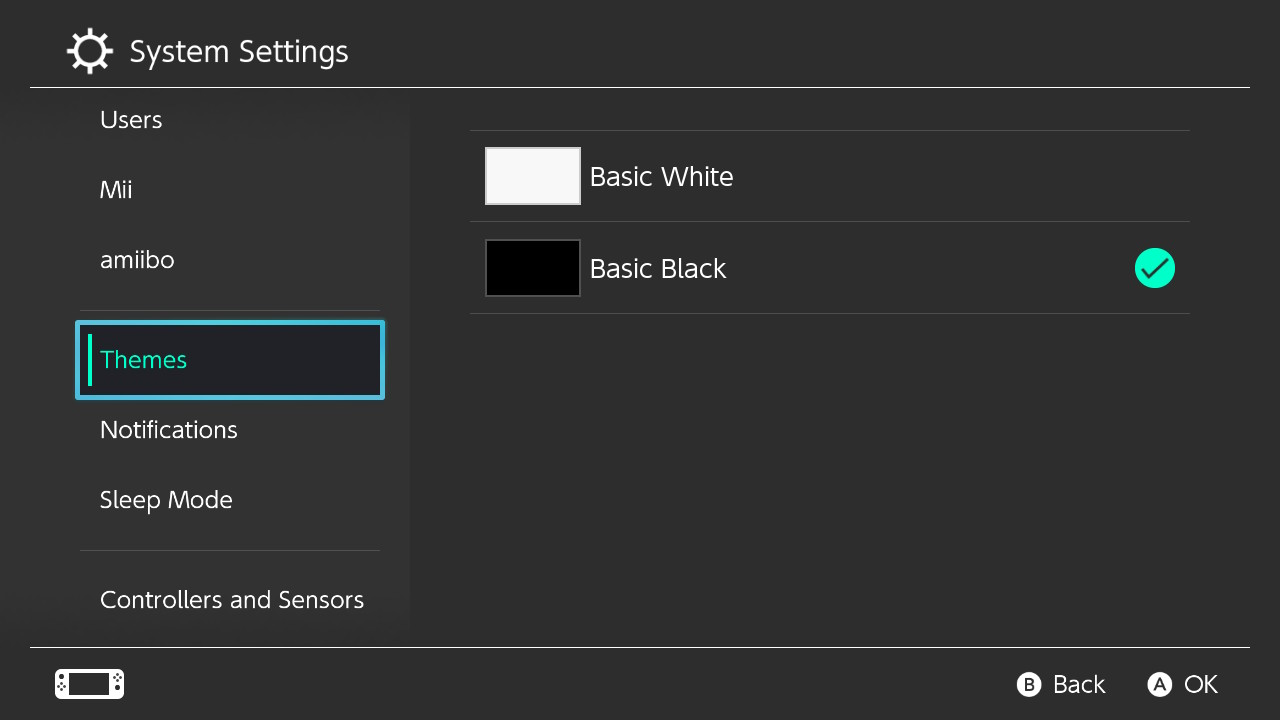 System Settings
Users
Mii
amiibo
Themes
Notifications
Sleep Mode
Controllers and Sensors
Basic White
Basic Black
B Back
A OK